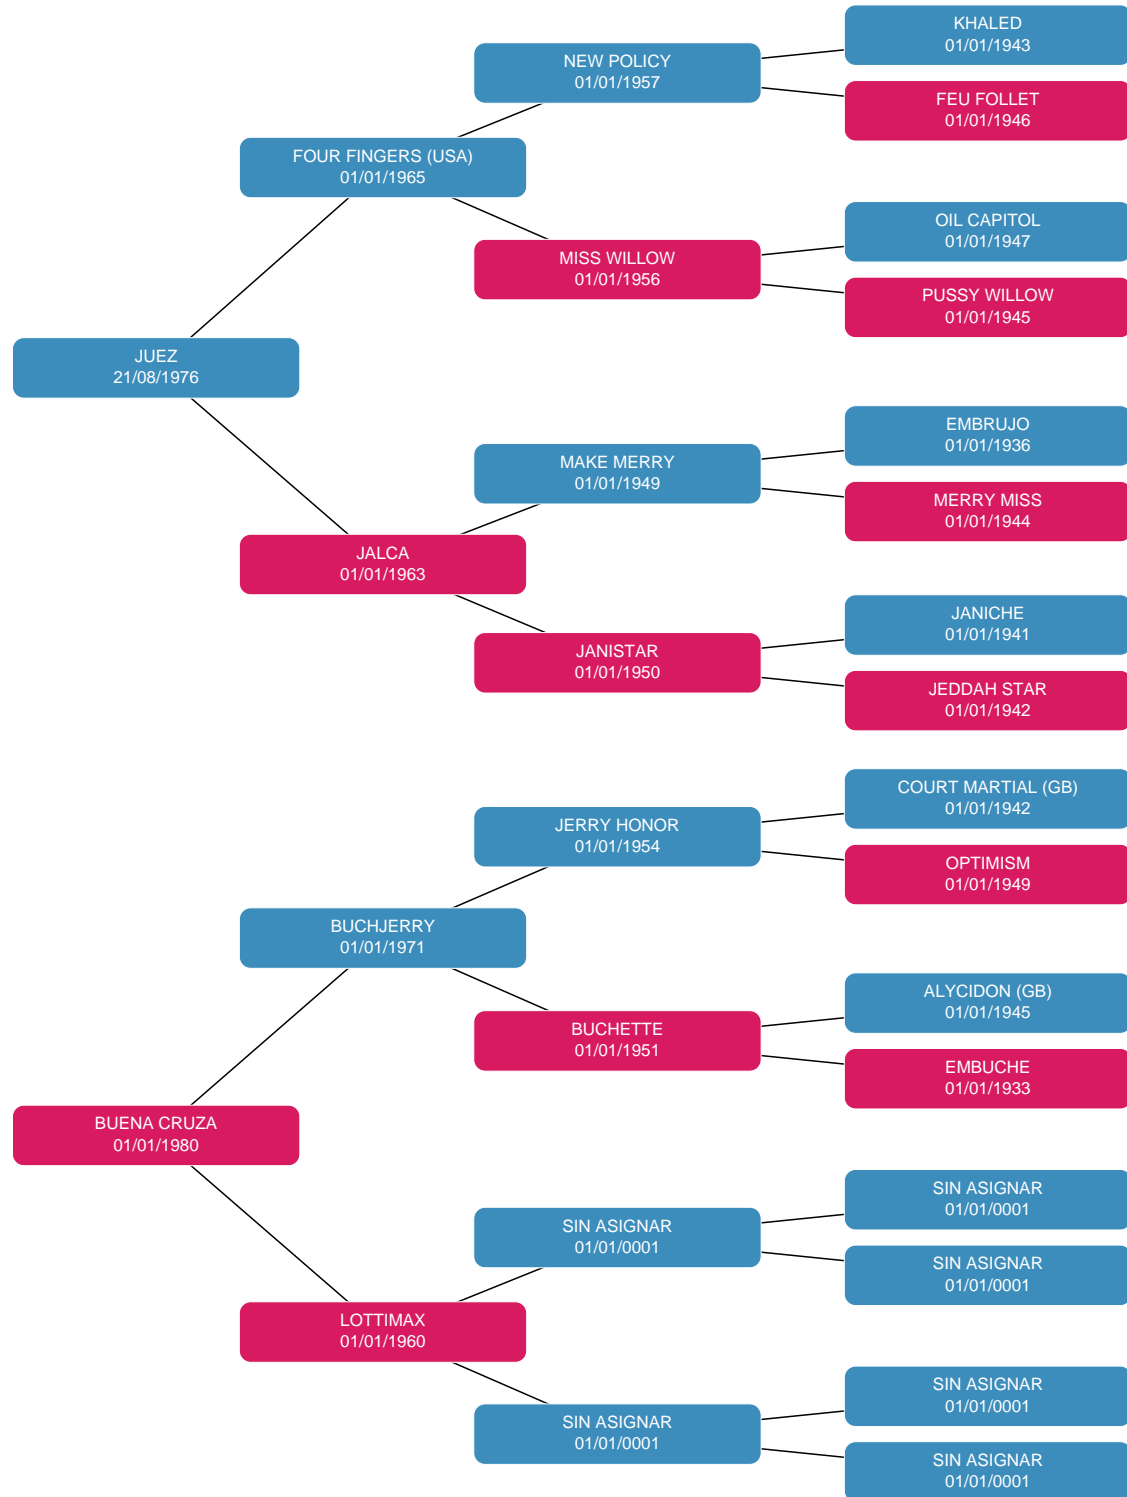 KHALED
01/01/1943
NEW POLICY
01/01/1957
FEU FOLLET
01/01/1946
FOUR FINGERS (USA)
01/01/1965
OIL CAPITOL
01/01/1947
MISS WILLOW
01/01/1956
PUSSY WILLOW
01/01/1945
JUEZ
21/08/1976
EMBRUJO
01/01/1936
MAKE MERRY
01/01/1949
MERRY MISS
01/01/1944
JALCA
01/01/1963
JANICHE
01/01/1941
JANISTAR
01/01/1950
JEDDAH STAR
01/01/1942
COURT MARTIAL (GB)
01/01/1942
JERRY HONOR
01/01/1954
OPTIMISM
01/01/1949
BUCHJERRY
01/01/1971
ALYCIDON (GB)
01/01/1945
BUCHETTE
01/01/1951
EMBUCHE
01/01/1933
BUENA CRUZA
01/01/1980
SIN ASIGNAR
01/01/0001
SIN ASIGNAR
01/01/0001
SIN ASIGNAR
01/01/0001
LOTTIMAX
01/01/1960
SIN ASIGNAR
01/01/0001
SIN ASIGNAR
01/01/0001
SIN ASIGNAR
01/01/0001